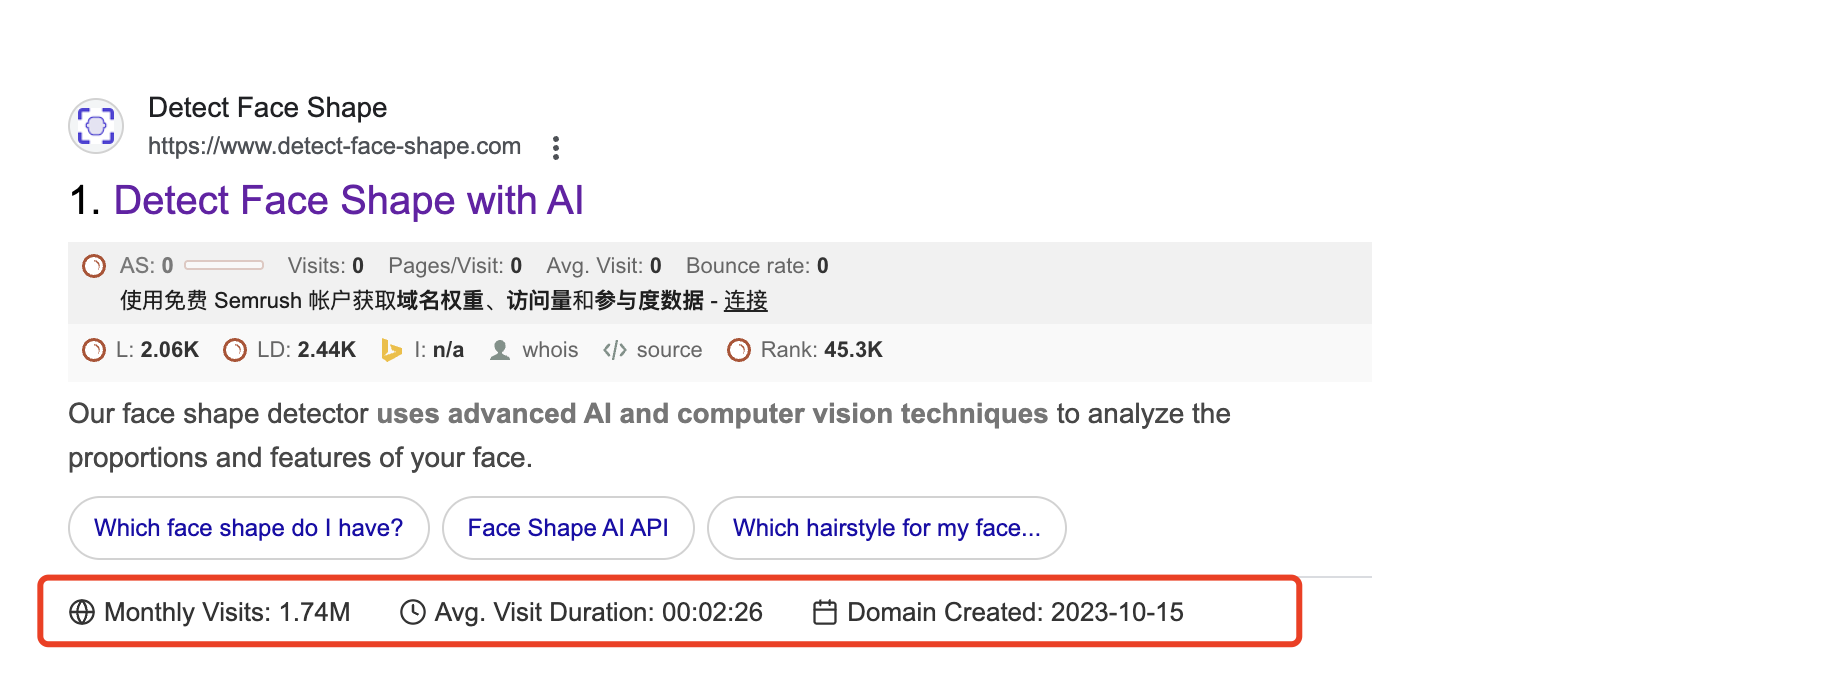 Detect Face Shape
https://www.detect-face-shape.com
1. Detect Face Shape with AI
AS: 0 Visits: 0 Pages/Visit: 0 Avg. Visit: 0 Bounce rate: 0
使用免费 Semrush 帐户获取域名权重、访问量和参与度数据 - 连接
L: 2.06K LD: 2.44K I: n/a whois </> source Rank: 45.3K
Our face shape detector uses advanced AI and computer vision techniques to analyze the
proportions and features of your face.
Which face shape do I have? Face Shape AI API Which hairstyle for my face...
Monthly Visits: 1.74M Avg. Visit Duration: 00:02:26 Domain Created: 2023-10-15